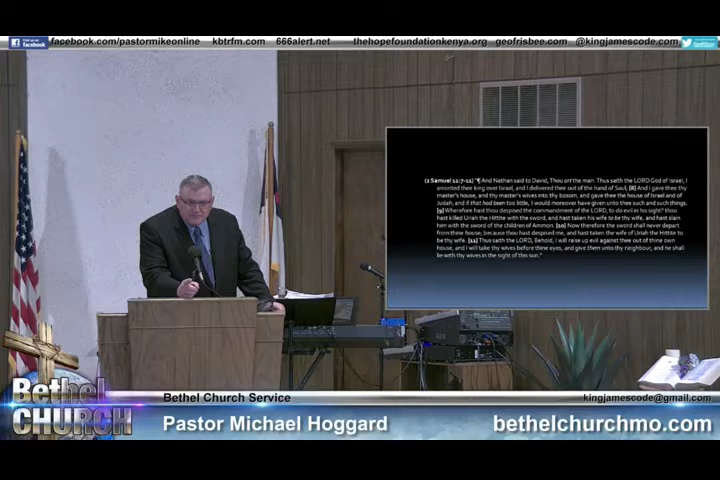 Find us on facebook
facebook.com/pastormikeonline kbtrfm.com 666alert.net thehopefoundationkenya.org geofrisbee.com @kingjamescode.com
(2 Samuel 12:7-11) "¶ And Nathan said to David, Thou art the man. Thus saith the LORD God of Israel, I
anointed thee king over Israel, and I delivered thee out of the hand of Saul; [8] And I gave thee thy
master's house, and thy master's wives into thy bosom, and gave thee the house of Israel and of
Judah; and if that had been too little, I would moreover have given unto thee such and such things.
[9] Wherefore hast thou despised the commandment of the LORD, to do evil in his sight? thou
hast killed Uriah the Hittite with the sword, and hast taken his wife to be thy wife, and hast slain
him with the sword of the children of Ammon. [10] Now therefore the sword shall never depart
from thine house; because thou hast despised me, and hast taken the wife of Uriah the Hittite to
be thy wife. [11] Thus saith the LORD, Behold, I will raise up evil against thee out of thine own
house, and I will take thy wives before thine eyes, and give them unto thy neighbour, and he shall
lie with thy wives in the sight of this sun."
Bethel
CHURCH
Bethel Church Service kingjamescode@gmail.com
Pastor Michael Hoggard bethelchurchmo.com